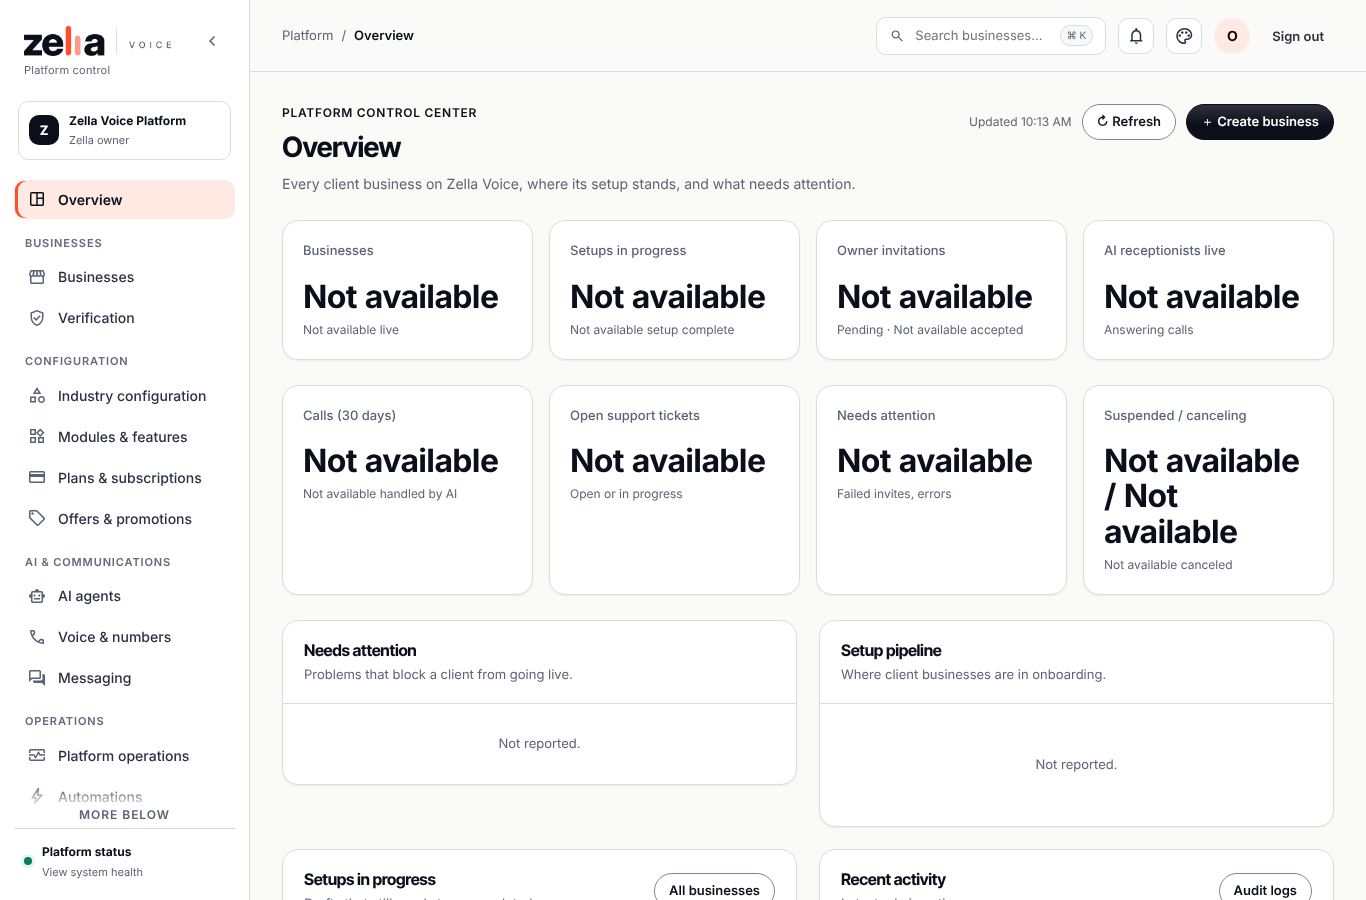 zella VOICE
Platform control
Z
Zella Voice Platform
Zella owner
Overview
BUSINESSES
Businesses
Verification
CONFIGURATION
Industry configuration
Modules & features
Plans & subscriptions
Offers & promotions
AI & COMMUNICATIONS
AI agents
Voice & numbers
Messaging
OPERATIONS
Platform operations
Automations
MORE BELOW
Platform status
View system health
Platform / Overview
Search businesses... ⌘ K
O
Sign out
PLATFORM CONTROL CENTER
Overview
Every client business on Zella Voice, where its setup stands, and what needs attention.
Updated 10:13 AM
↻ Refresh
+ Create business
Businesses
Not available
Not available live
Setups in progress
Not available
Not available setup complete
Owner invitations
Not available
Pending · Not available accepted
AI receptionists live
Not available
Answering calls
Calls (30 days)
Not available
Not available handled by AI
Open support tickets
Not available
Open or in progress
Needs attention
Not available
Failed invites, errors
Suspended / canceling
Not available
/ Not
available
Not available canceled
Needs attention
Problems that block a client from going live.
Not reported.
Setup pipeline
Where client businesses are in onboarding.
Not reported.
Setups in progress
All businesses
Recent activity
Audit logs